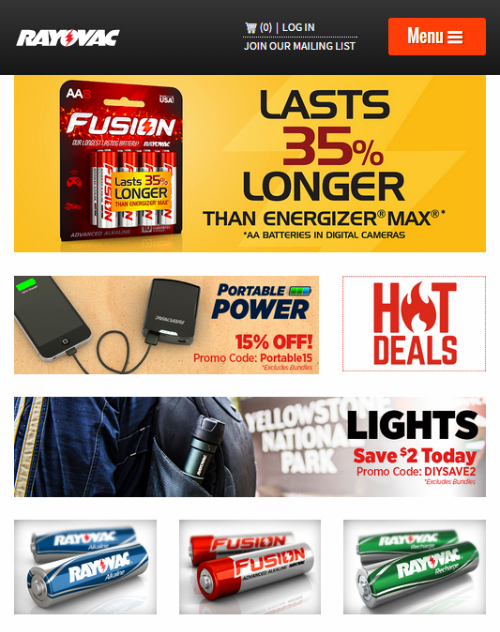 RAYOVAC
(0) | LOG IN
JOIN OUR MAILING LIST
Menu
AA8
USA!
FUSION
OUR LONGEST LASTING BATTERY! RAYOVAC
Lasts 35%
LONGER
THAN ENERGIZER® MAX®*
ADVANCED ALKALINE
LASTS
35%
LONGER
THAN ENERGIZER® MAX®*
*AA BATTERIES IN DIGITAL CAMERAS
PORTABLE
POWER
RAYOVAC
15% OFF!
Promo Code: Portable15
*Excludes Bundles
HOT
DEALS
YELLOWSTONE
NATIONAL
PARK
LIGHTS
Save $2 Today
Promo Code: DIYSAVE2
*Excludes Bundles
RAYOVAC
Alkaline
RAYOVAC
Alkaline
FUSION
FUSION
ADVANCED ALKALINE
RAYOVAC
Recharge
RAYOVAC
Recharge